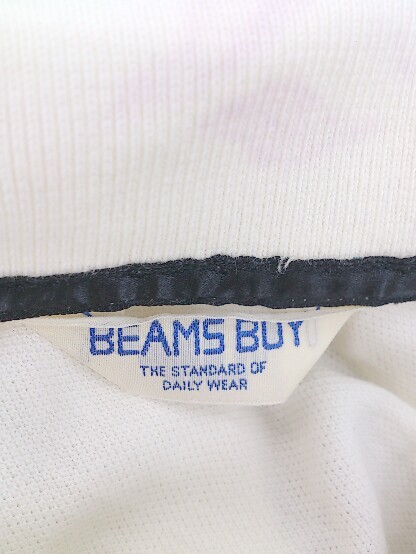 BEAMS BOY
THE STANDARD OF
DAILY WEAR